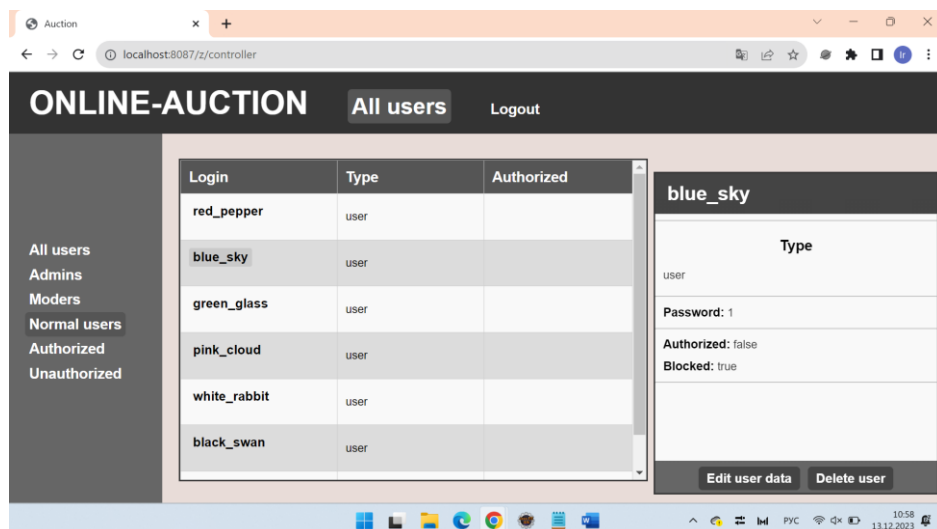 Auction
localhost:8087/z/controller
Ir
ONLINE-AUCTION All users Logout
All users
Admins
Moders
Normal users
Authorized
Unauthorized
Login Type Authorized
red_pepper user
blue_sky user
green_glass user
pink_cloud user
white_rabbit user
black_swan user
blue_sky
Type
user
Password: 1
Authorized: false
Blocked: true
Edit user data Delete user
РУС
10:58
13.12.2023